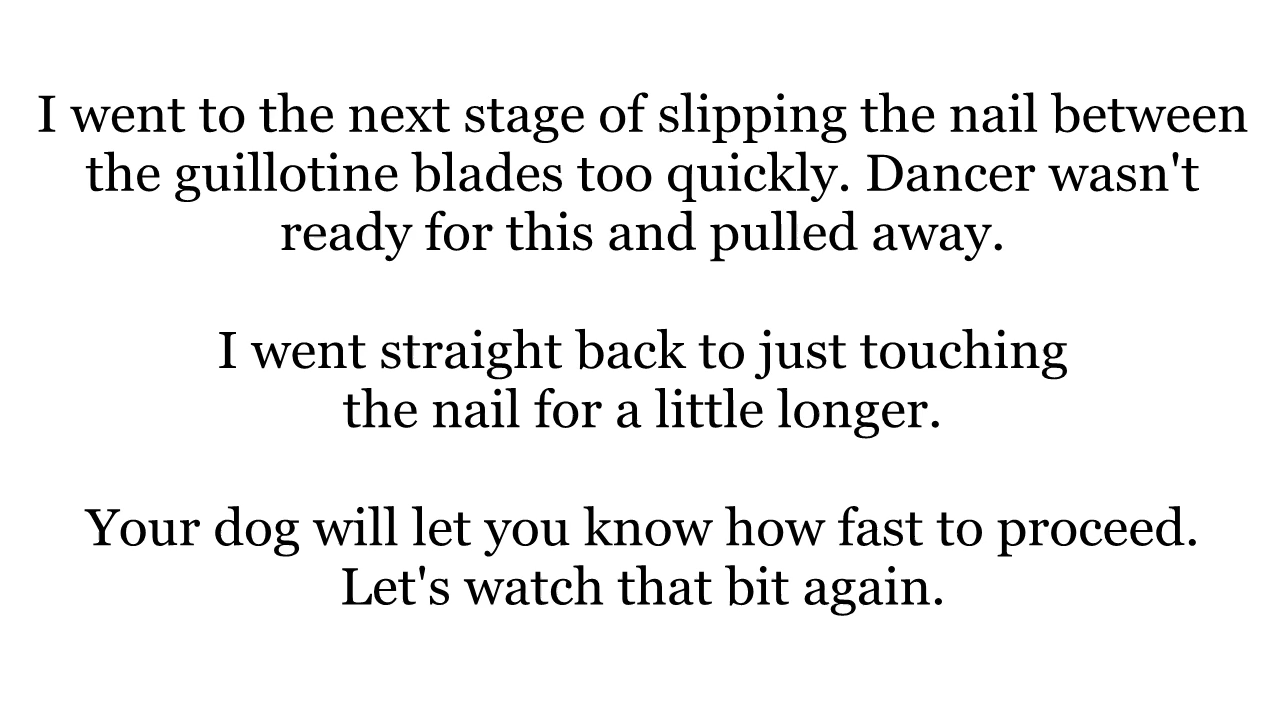 I went to the next stage of slipping the nail between
the guillotine blades too quickly. Dancer wasn't
ready for this and pulled away.
I went straight back to just touching
the nail for a little longer.
Your dog will let you know how fast to proceed.
Let's watch that bit again.